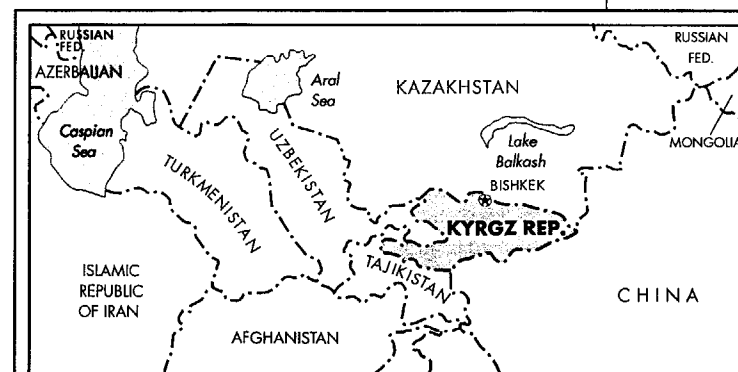 RUSSIAN
FED.
AZERBAIJAN
Caspian
Sea
Aral
Sea
KAZAKHSTAN
RUSSIAN
FED.
MONGOLIA
Lake
Balkash
BISHKEK
UZBEKISTAN
TURKMENISTAN
KYRGZ REP.
TAJIKISTAN
ISLAMIC
REPUBLIC
OF IRAN
AFGHANISTAN
CHINA